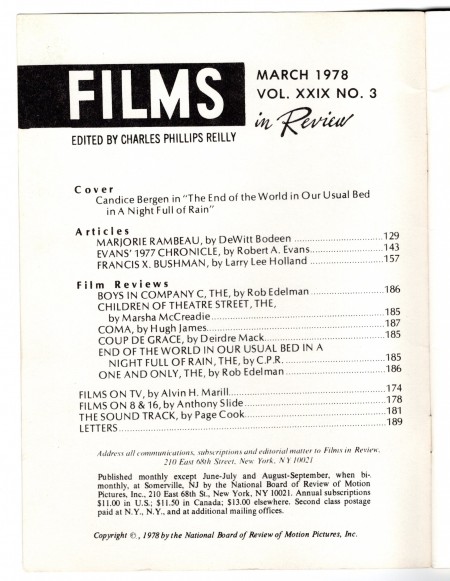 FILMS
in Review
MARCH 1978
VOL. XXIX NO. 3
EDITED BY CHARLES PHILLIPS REILLY
Cover
Candice Bergen in "The End of the World in Our Usual Bed
in A Night Full of Rain"
Articles
MARJORIE RAMBEAU, by DeWitt Bodeen ....................129
EVANS' 1977 CHRONICLE, by Robert A. Evans....................143
FRANCIS X. BUSHMAN, by Larry Lee Holland ....................157
Film Reviews
BOYS IN COMPANY C, THE, by Rob Edelman ....................186
CHILDREN OF THEATRE STREET, THE,
by Marsha McCreadie....................185
COMA, by Hugh James....................187
COUP DE GRACE, by Deirdre Mack....................185
END OF THE WORLD IN OUR USUAL BED IN A
NIGHT FULL OF RAIN, THE, by C.P.R.....................185
ONE AND ONLY, THE, by Rob Edelman....................186
FILMS ON TV, by Alvin H. Marill....................174
FILMS ON 8 & 16, by Anthony Slide....................178
THE SOUND TRACK, by Page Cook....................181
LETTERS....................189
Address all communications, subscriptions and editorial matter to Films in Review,
210 East 68th Street, New York, NY 10021
Published monthly except June-July and August-September, when bi-
monthly, at Somerville, NJ by the National Board of Review of Motion
Pictures, Inc., 210 East 68th St., New York, NY 10021. Annual subscriptions
$11.00 in U.S.; $11.50 in Canada; $13.00 elsewhere. Second class postage
paid at N.Y., N.Y., and at additional mailing offices.
Copyright ©, 1978 by the National Board of Review of Motion Pictures, Inc.